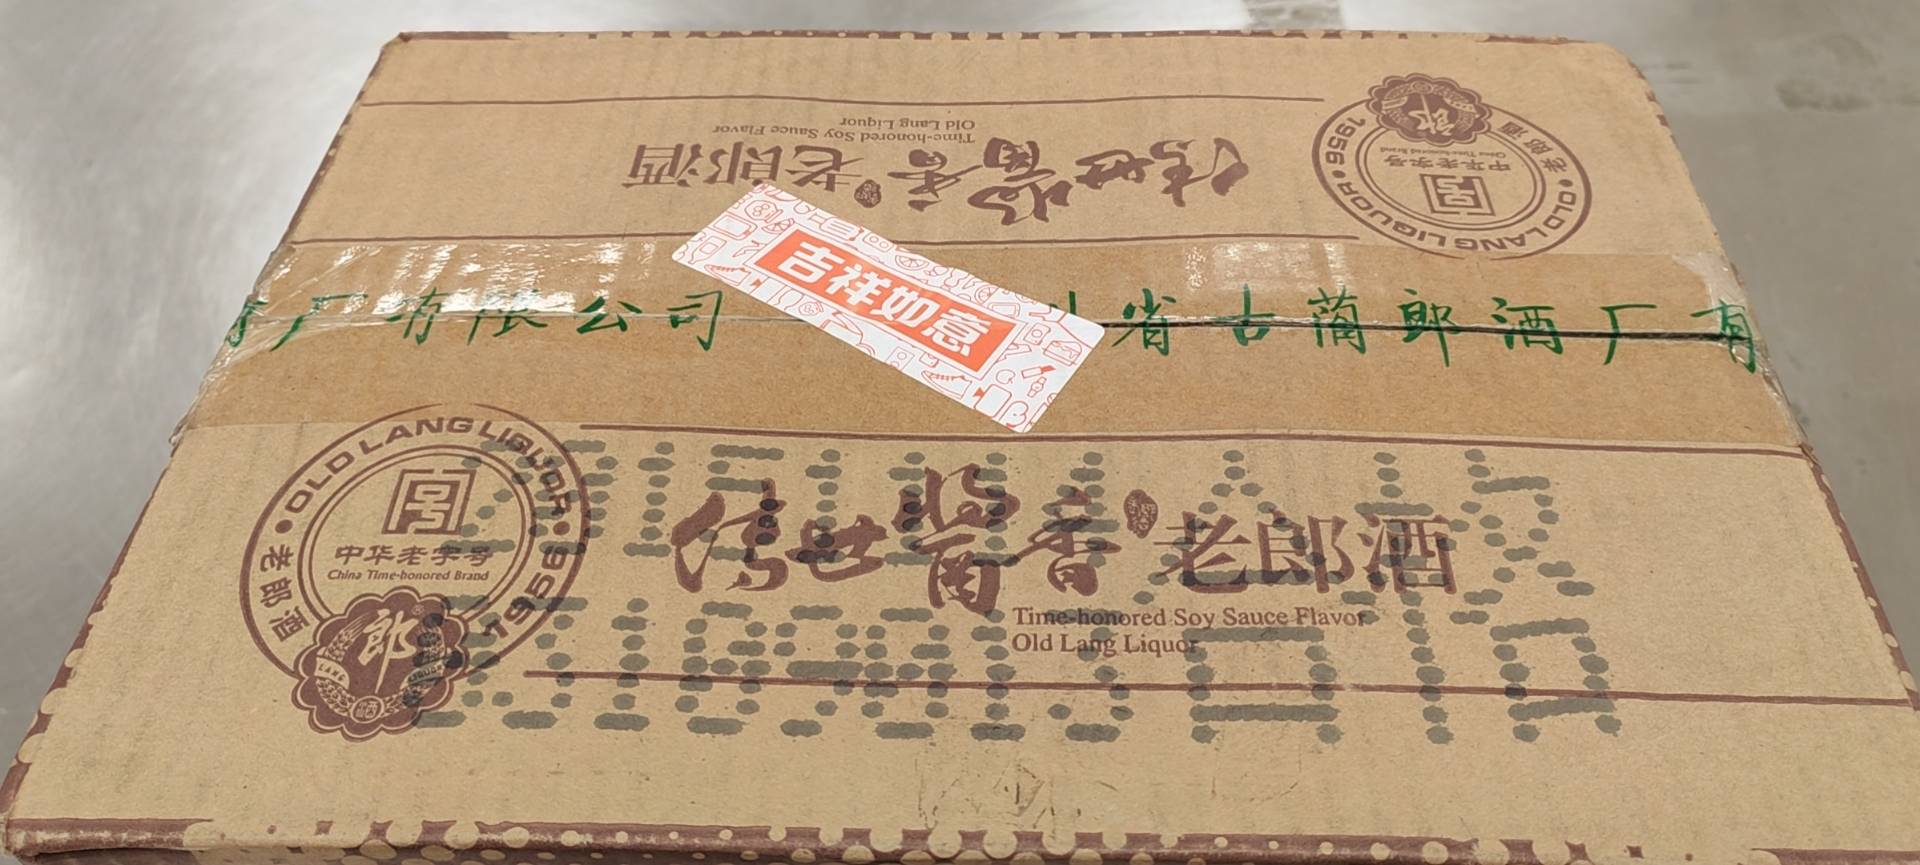 Time-honored Soy Sauce Flavor
Old Lang Liquor
传世酱香老郎酒
OLD LANG LIQUOR
1956
老郎酒
中华老字号
China Time-honored Brand
郎
吉祥如意
厂有限公司
省古蔺郎酒厂有
OLD LANG LIQUOR
1956
老郎酒
中华老字号
China Time-honored Brand
郎
传世酱香老郎酒
Time-honored Soy Sauce Flavor
Old Lang Liquor